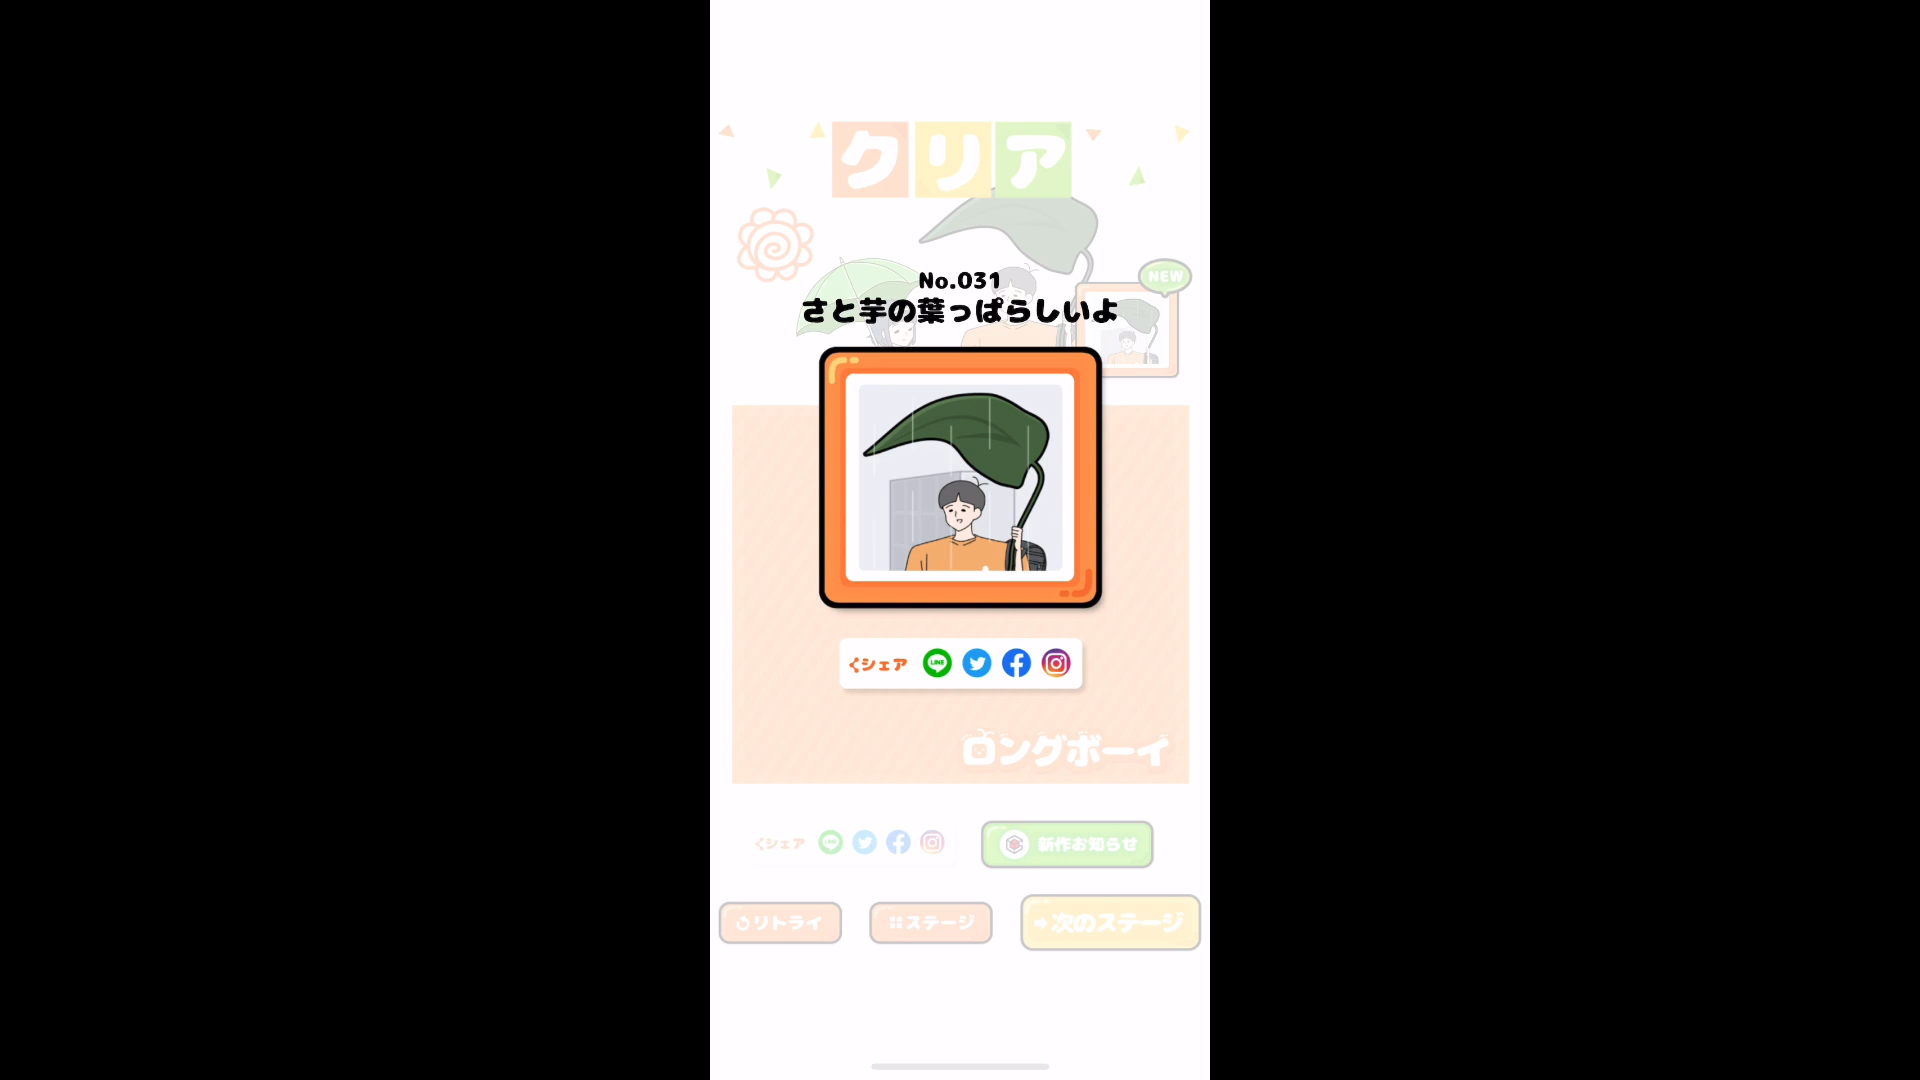 クリア
NEW
No.031
さと芋の葉っぱらしいよ
シェア LINE
ロングボーイ
シェア
新作お知らせ
リトライ ステージ 次のステージ